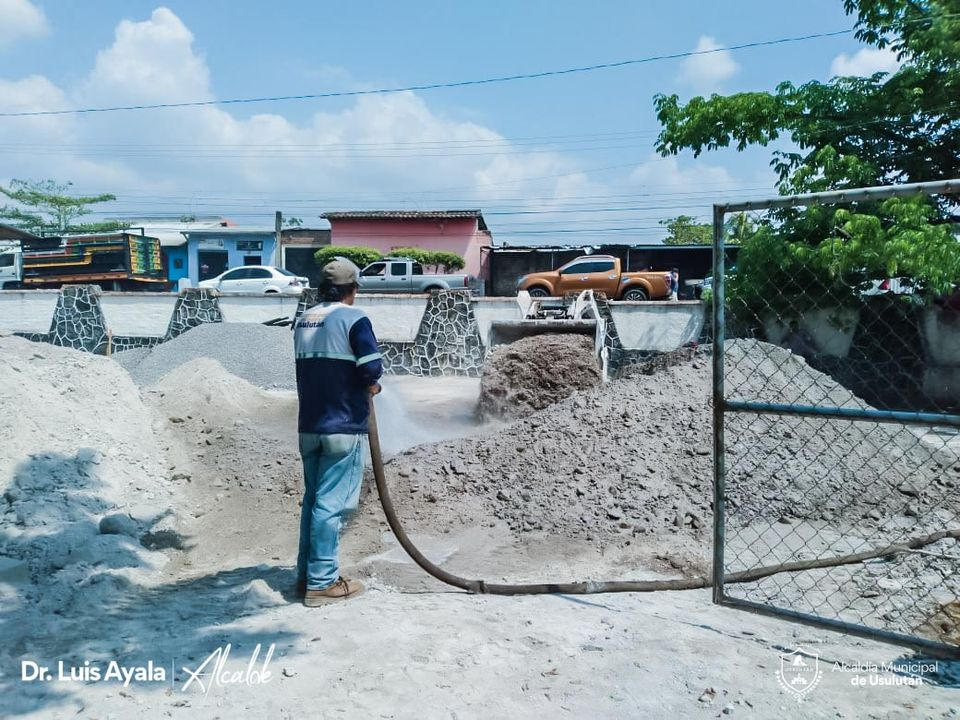 Usulután
Dr. Luis Ayala
Alcalde
Alcaldía Municipal
de Usulután